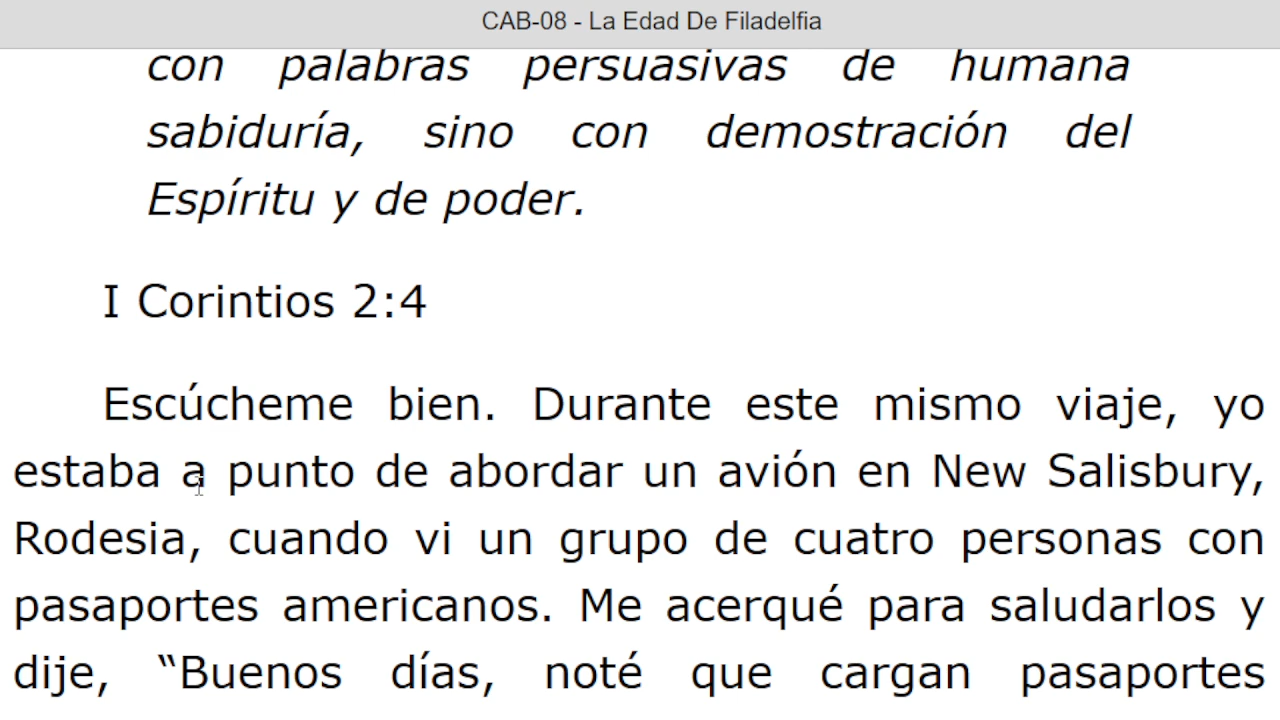 CAB-08 - La Edad De Filadelfia
con palabras persuasivas de humana
sabiduría, sino con demostración del
Espíritu y de poder.
I Corintios 2:4
Escúcheme bien. Durante este mismo viaje, yo
estaba a punto de abordar un avión en New Salisbury,
Rodesia, cuando vi un grupo de cuatro personas con
pasaportes americanos. Me acerqué para saludarlos y
dije, “Buenos días, noté que cargan pasaportes